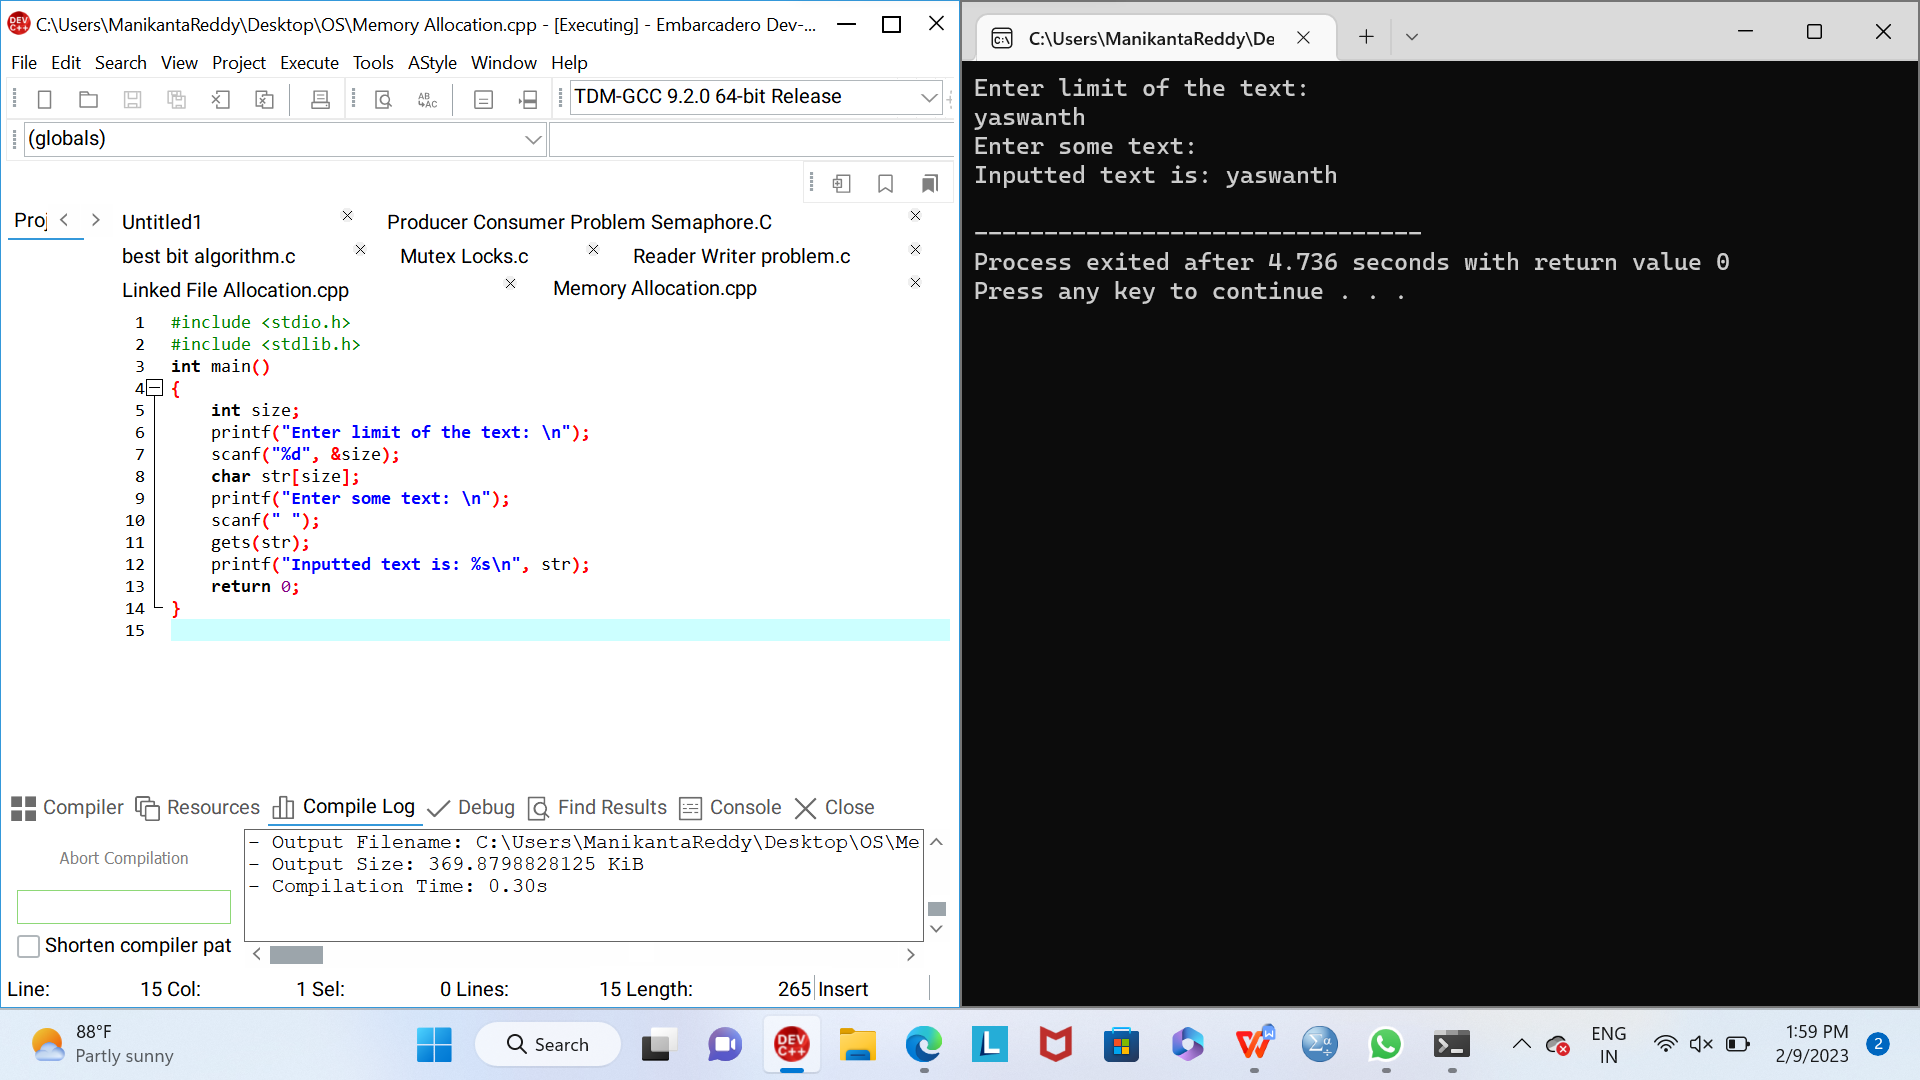 C:\Users\ManikantaReddy\Desktop\OS\Memory Allocation.cpp - [Executing] - Embarcadero Dev-...
File Edit Search View Project Execute Tools AStyle Window Help
TDM-GCC 9.2.0 64-bit Release
(globals)
Proj
Untitled1
Producer Consumer Problem Semaphore.C
best bit algorithm.c
Mutex Locks.c
Reader Writer problem.c
Linked File Allocation.cpp
Memory Allocation.cpp
1 #include <stdio.h>
2 #include <stdlib.h>
3 int main()
4 {
5 int size;
6 printf("Enter limit of the text: \n");
7 scanf("%d", &size);
8 char str[size];
9 printf("Enter some text: \n");
10 scanf(" ");
11 gets(str);
12 printf("Inputted text is: %s\n", str);
13 return 0;
14 }
15
Compiler Resources Compile Log Debug Find Results Console Close
Abort Compilation
Shorten compiler pat
- Output Filename: C:\Users\ManikantaReddy\Desktop\OS\Me
- Output Size: 369.8798828125 KiB
- Compilation Time: 0.30s
Line: 15 Col: 1 Sel: 0 Lines: 15 Length: 265 Insert
C:\Users\ManikantaReddy\De
Enter limit of the text:
yaswanth
Enter some text:
Inputted text is: yaswanth
--------------------------------
Process exited after 4.736 seconds with return value 0
Press any key to continue . . .
88°F
Partly sunny
Search
DEV C++
L
W
ENG
IN
1:59 PM
2/9/2023
2